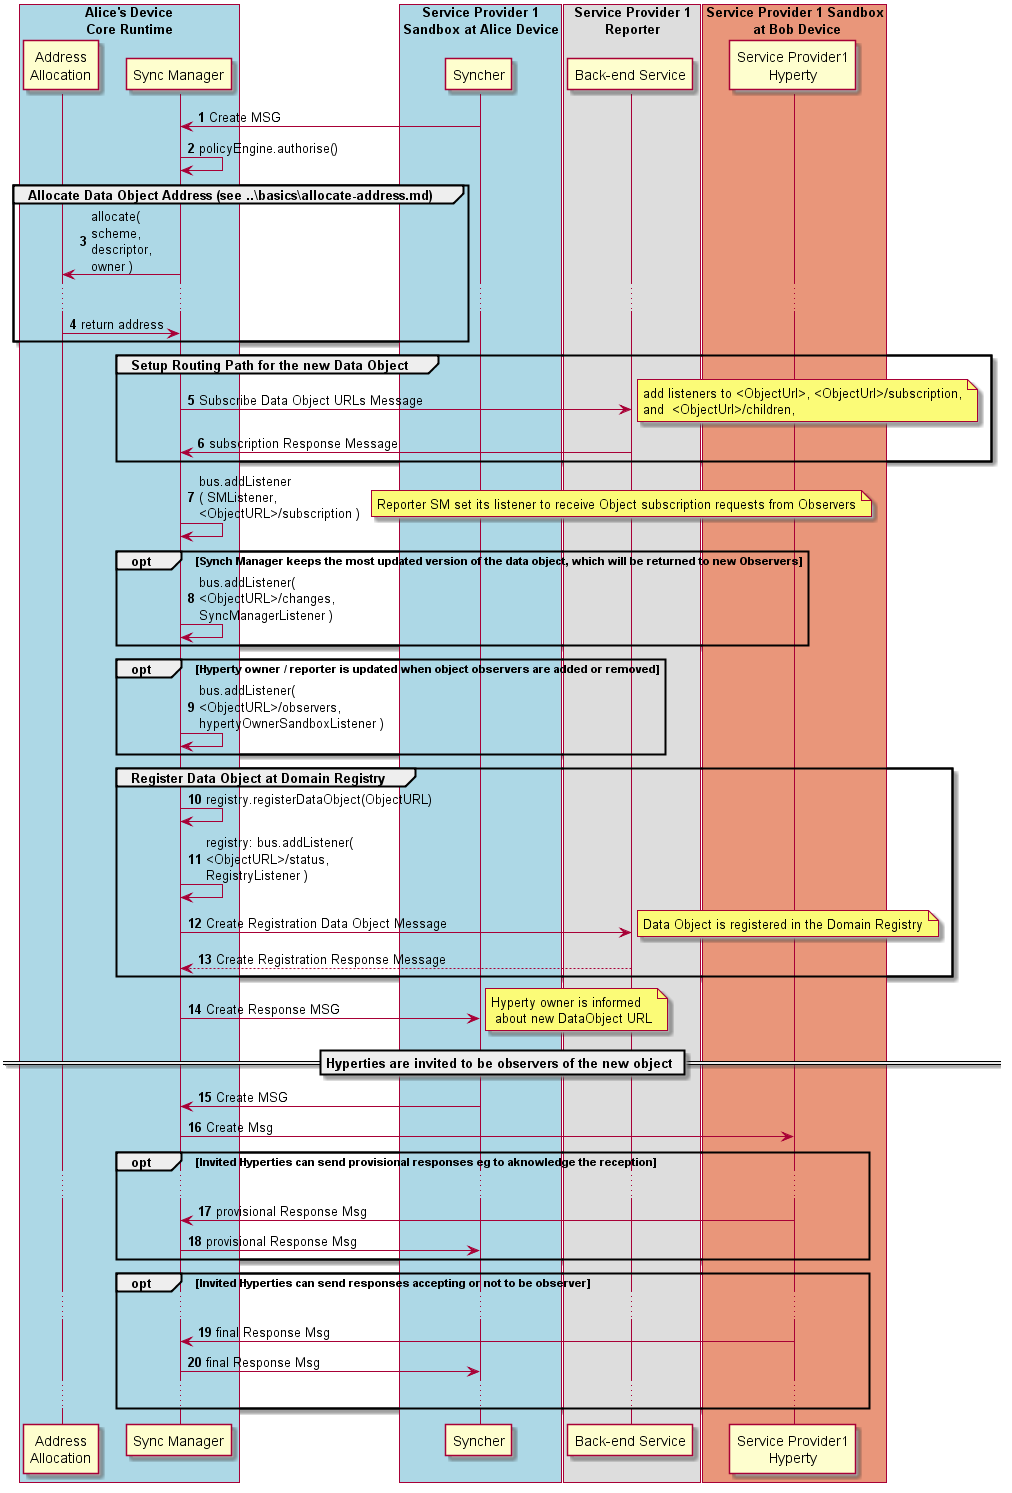 Alice's Device
Core Runtime
Service Provider 1
Sandbox at Alice Device
Service Provider 1
Reporter
Service Provider 1 Sandbox
at Bob Device
Address
Allocation
Sync Manager
Syncher
Back-end Service
Service Provider1
Hyperty
1 Create MSG
2 policyEngine.authorise()
Allocate Data Object Address (see ..\basics\allocate-address.md)
3 allocate(
scheme,
descriptor,
owner )
4 return address
Setup Routing Path for the new Data Object
5 Subscribe Data Object URLs Message
add listeners to <ObjectUrl>, <ObjectUrl>/subscription,
and  <ObjectUrl>/children,
6 subscription Response Message
7 bus.addListener
( SMListener,
<ObjectURL>/subscription )
Reporter SM set its listener to receive Object subscription requests from Observers
opt [Synch Manager keeps the most updated version of the data object, which will be returned to new Observers]
8 bus.addListener(
<ObjectURL>/changes,
SyncManagerListener )
opt [Hyperty owner / reporter is updated when object observers are added or removed]
9 bus.addListener(
<ObjectURL>/observers,
hypertyOwnerSandboxListener )
Register Data Object at Domain Registry
10 registry.registerDataObject(ObjectURL)
11 registry: bus.addListener(
<ObjectURL>/status,
RegistryListener )
12 Create Registration Data Object Message
Data Object is registered in the Domain Registry
13 Create Registration Response Message
14 Create Response MSG
Hyperty owner is informed
about new DataObject URL
Hyperties are invited to be observers of the new object
15 Create MSG
16 Create Msg
opt [Invited Hyperties can send provisional responses eg to aknowledge the reception]
17 provisional Response Msg
18 provisional Response Msg
opt [Invited Hyperties can send responses accepting or not to be observer]
19 final Response Msg
20 final Response Msg
Address
Allocation
Sync Manager
Syncher
Back-end Service
Service Provider1
Hyperty